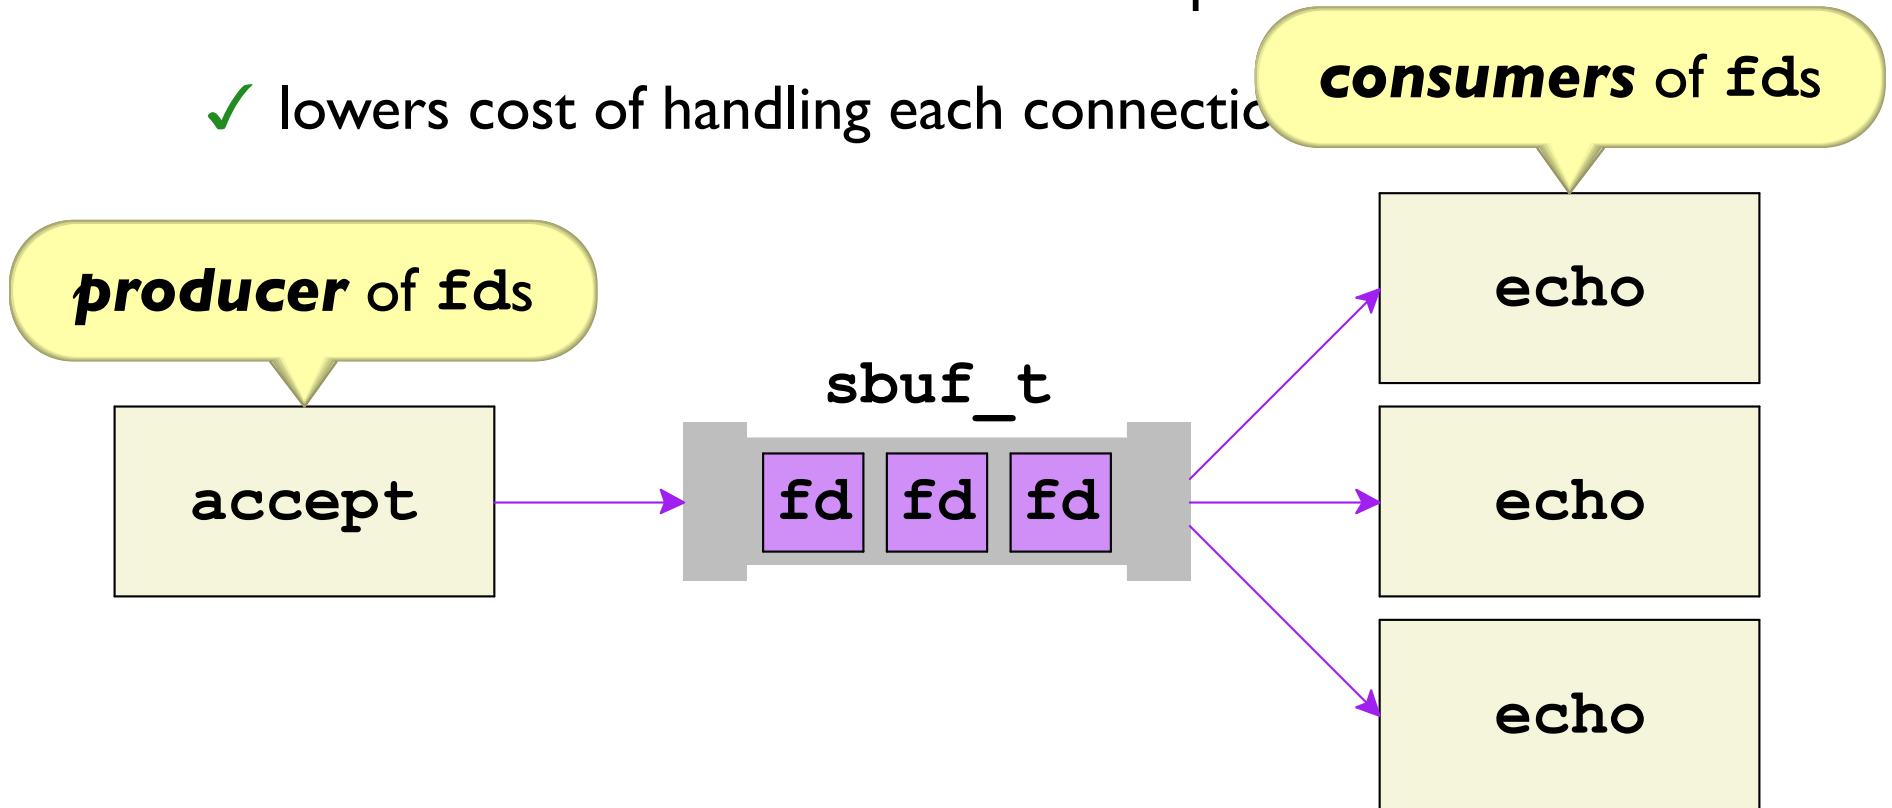 consumers of fds
✓ lowers cost of handling each connectio
producer of fds
echo
sbuf_t
accept
fd fd fd
echo
echo